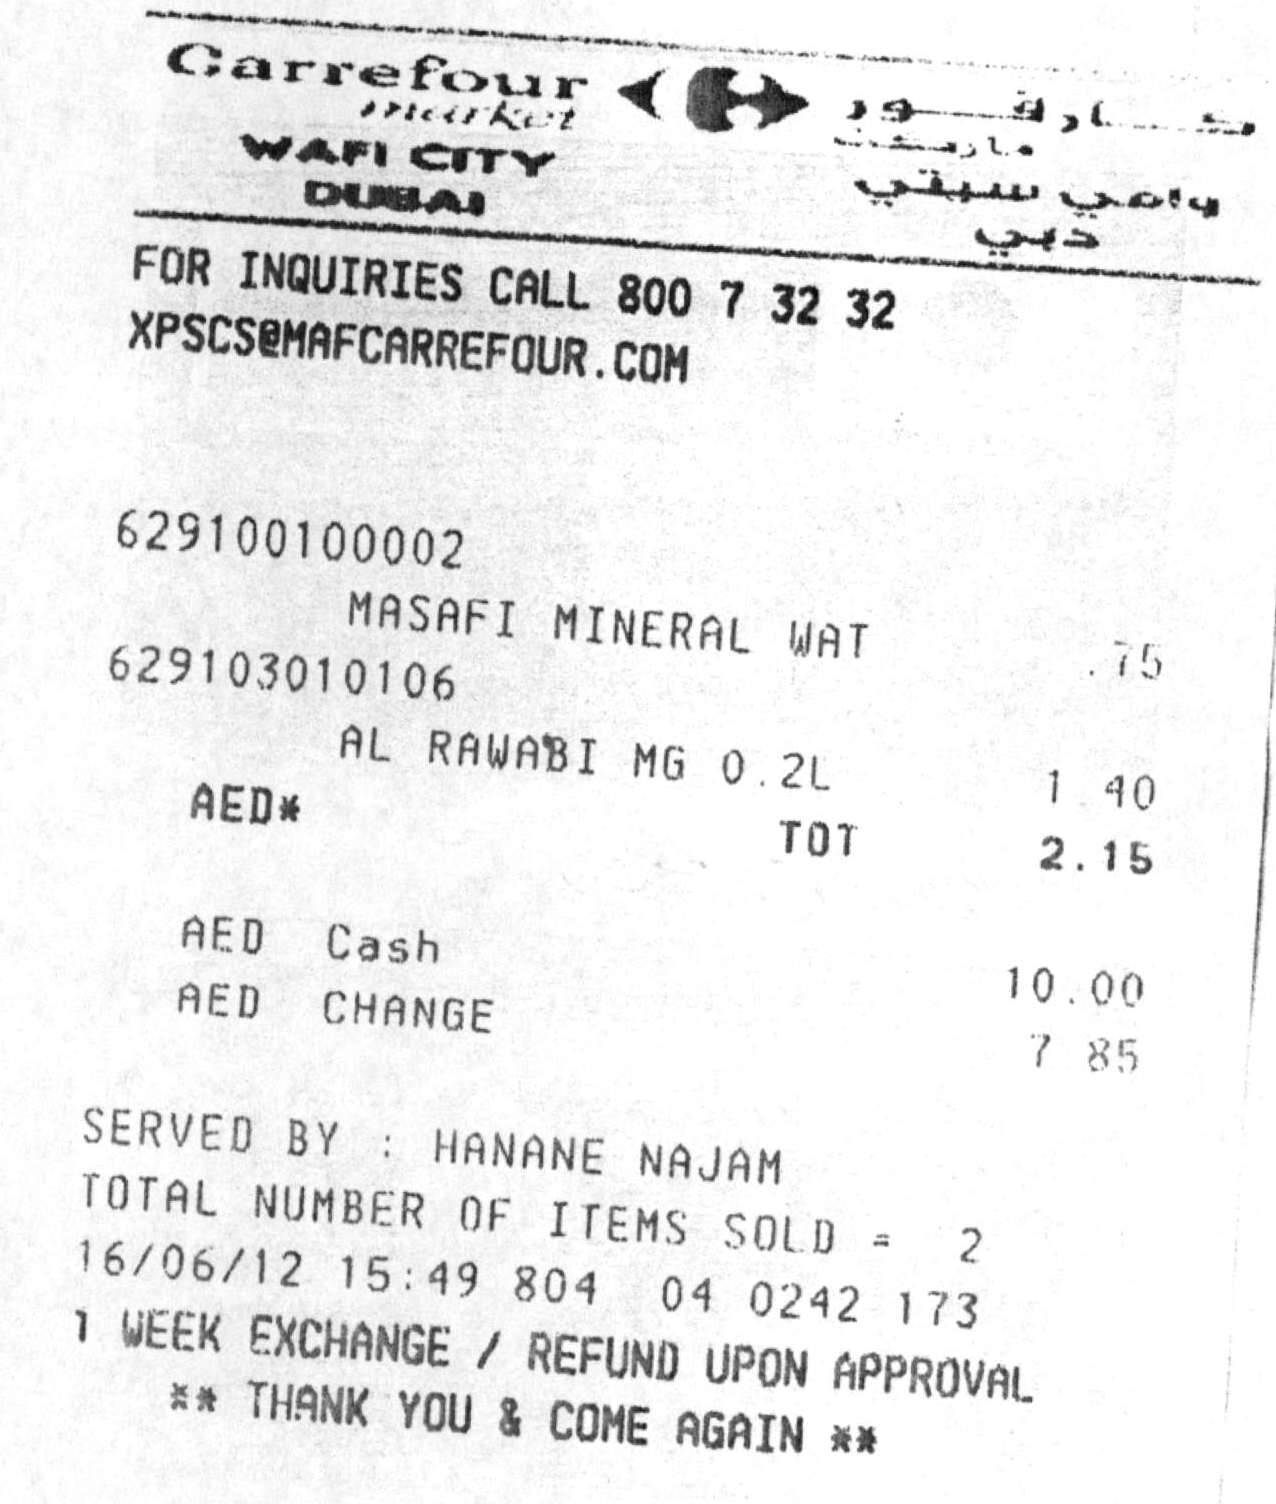 Carrefour
market
WAFI CITY
DUBAI
كارفور
ماركت
وافي سيتي
دبي
FOR INQUIRIES CALL 800 7 32 32
XPSCS@MAFCARREFOUR.COM
629100100002
MASAFI MINERAL WAT .75
629103010106
AL RAWABI MG 0.2L 1 40
AED* TOT 2.15
AED Cash 10.00
AED CHANGE 7 85
SERVED BY : HANANE NAJAM
TOTAL NUMBER OF ITEMS SOLD = 2
16/06/12 15:49 804 04 0242 173
1 WEEK EXCHANGE / REFUND UPON APPROVAL
** THANK YOU & COME AGAIN **